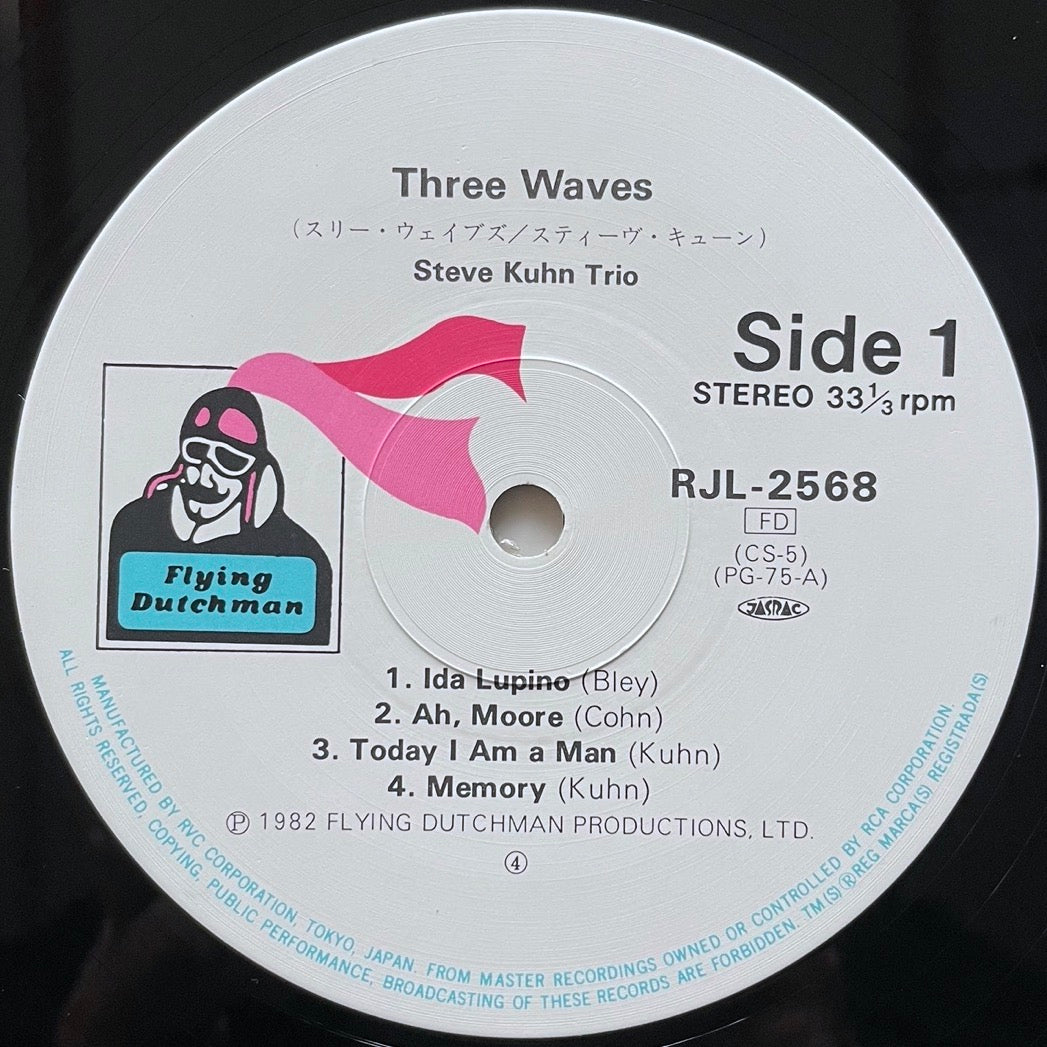 Three Waves
(スリー・ウェイブズ/スティーヴ・キューン)
Steve Kuhn Trio
Side 1
STEREO 33⅓ rpm
RJL-2568
FD
(CS-5)
(PG-75-A)
JASRAC
Flying
Dutchman
1. Ida Lupino (Bley)
2. Ah, Moore (Cohn)
3. Today I Am a Man (Kuhn)
4. Memory (Kuhn)
Ⓟ 1982 FLYING DUTCHMAN PRODUCTIONS, LTD.
④
MANUFACTURED BY RVC CORPORATION, TOKYO, JAPAN. FROM MASTER RECORDINGS OWNED OR CONTROLLED BY RCA CORPORATION.
ALL RIGHTS RESERVED. COPYING, PUBLIC PERFORMANCE, BROADCASTING OF THESE RECORDS ARE FORBIDDEN. TM(S)®REG MARCA(S) REGISTRADA(S)